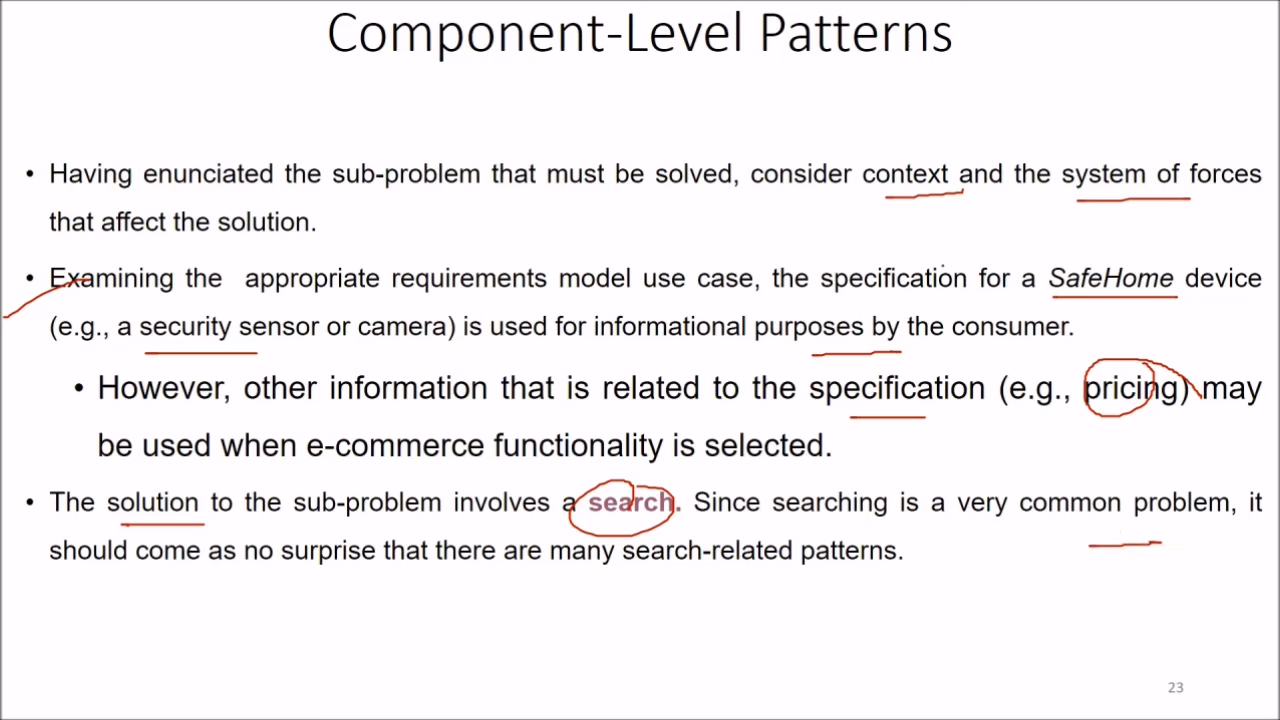 Component-Level Patterns
• Having enunciated the sub-problem that must be solved, consider context and the system of forces
that affect the solution.
• Examining the appropriate requirements model use case, the specification for a SafeHome device
(e.g., a security sensor or camera) is used for informational purposes by the consumer.
• However, other information that is related to the specification (e.g., pricing) may
be used when e-commerce functionality is selected.
• The solution to the sub-problem involves a search. Since searching is a very common problem, it
should come as no surprise that there are many search-related patterns.
23